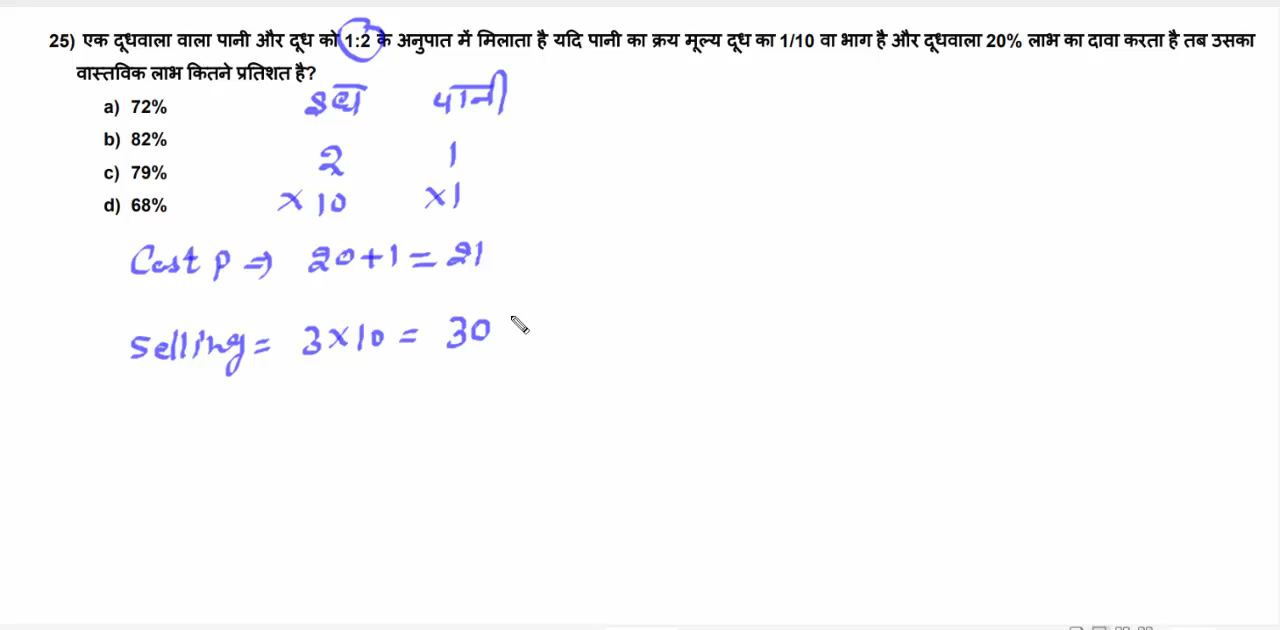 25) एक दूधवाला वाला पानी और दूध को 1:2 के अनुपात में मिलाता है यदि पानी का क्रय मूल्य दूध का 1/10 वा भाग है और दूधवाला 20% लाभ का दावा करता है तब उसका
वास्तविक लाभ कितने प्रतिशत है?
a) 72%
b) 82%
c) 79%
d) 68%
दूध पानी
2 1
×10 ×1
Cost P ⇒ 20+1=21
Selling = 3×10 = 30